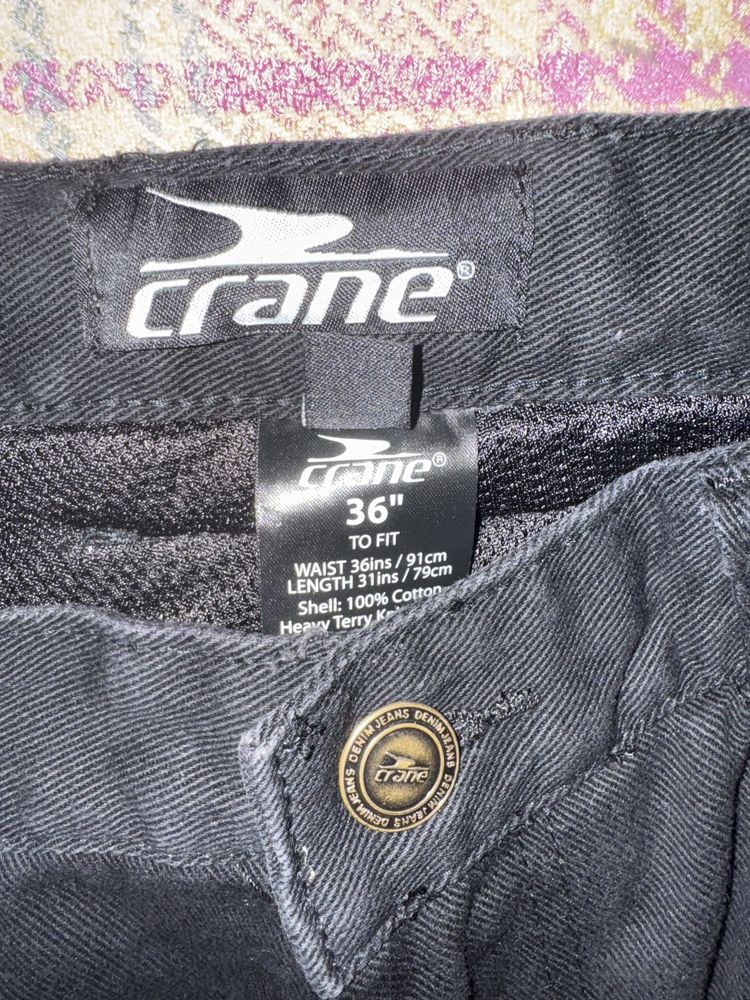 crane®
crane®
36"
TO FIT
WAIST 36ins / 91cm
LENGTH 31ins / 79cm
Shell: 100% Cotton
Heavy Terry
DENIM JEANS DENIM JEANS DENIM JEANS DENIM JEANS
crane